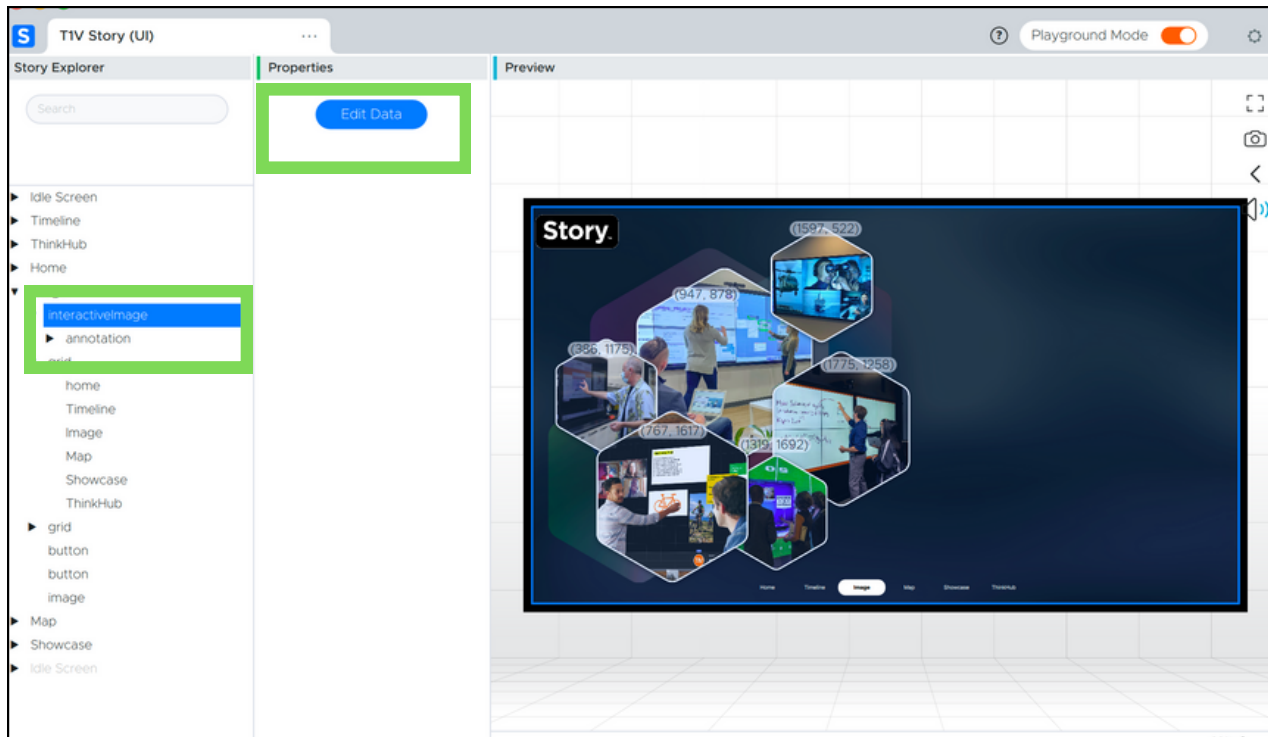 S
T1V Story (UI)
...
?
Playground Mode
Story Explorer
Properties
Preview
Search
Edit Data
Idle Screen
Timeline
ThinkHub
Home
interactiveImage
annotation
grid
home
Timeline
Image
Map
Showcase
ThinkHub
grid
button
button
image
Map
Showcase
Idle Screen
Story
(1597, 522)
(947, 878)
(386, 1175)
(1775, 1258)
(767, 1617)
(1319, 1692)
Home Timeline Image Map Showcase ThinkHub